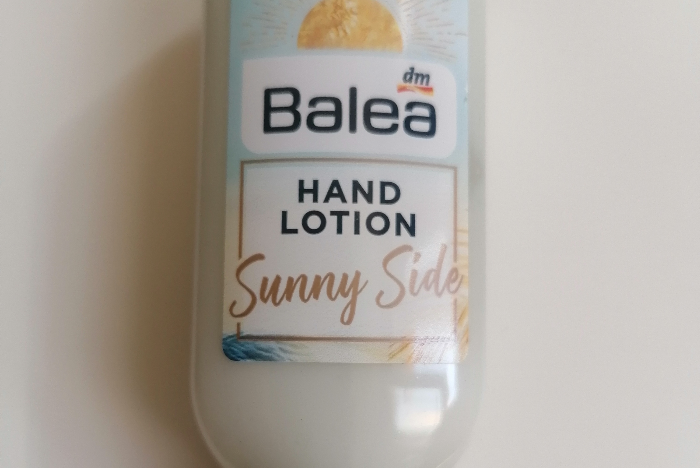 dm
Balea
HAND
LOTION
Sunny Side